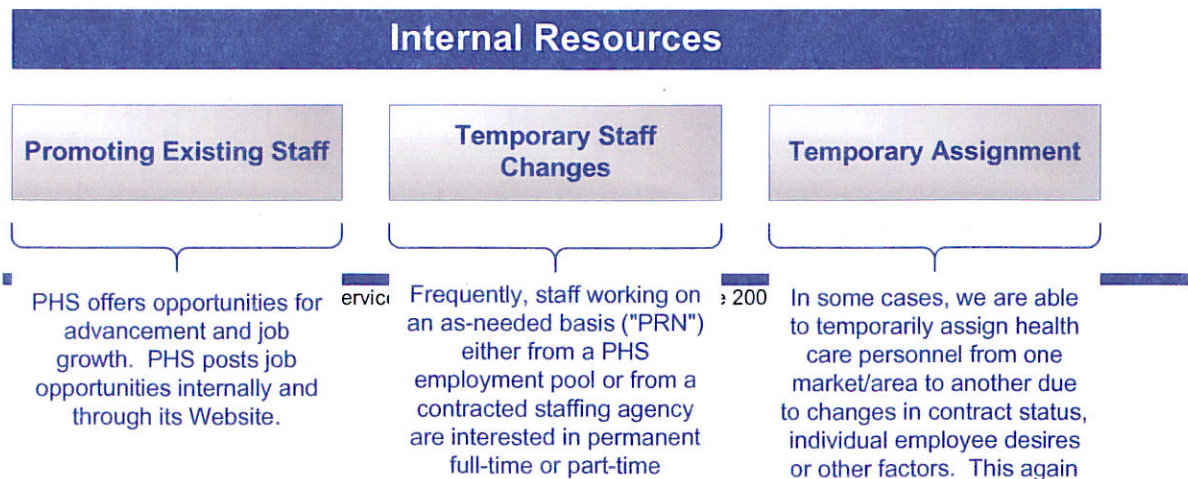 Internal Resources
Promoting Existing Staff
Temporary Staff
Changes
Temporary Assignment
PHS offers opportunities for
advancement and job
growth. PHS posts job
opportunities internally and
through its Website.
Frequently, staff working on
an as-needed basis ("PRN")
either from a PHS
employment pool or from a
contracted staffing agency
are interested in permanent
full-time or part-time
In some cases, we are able
to temporarily assign health
care personnel from one
market/area to another due
to changes in contract status,
individual employee desires
or other factors. This again
200